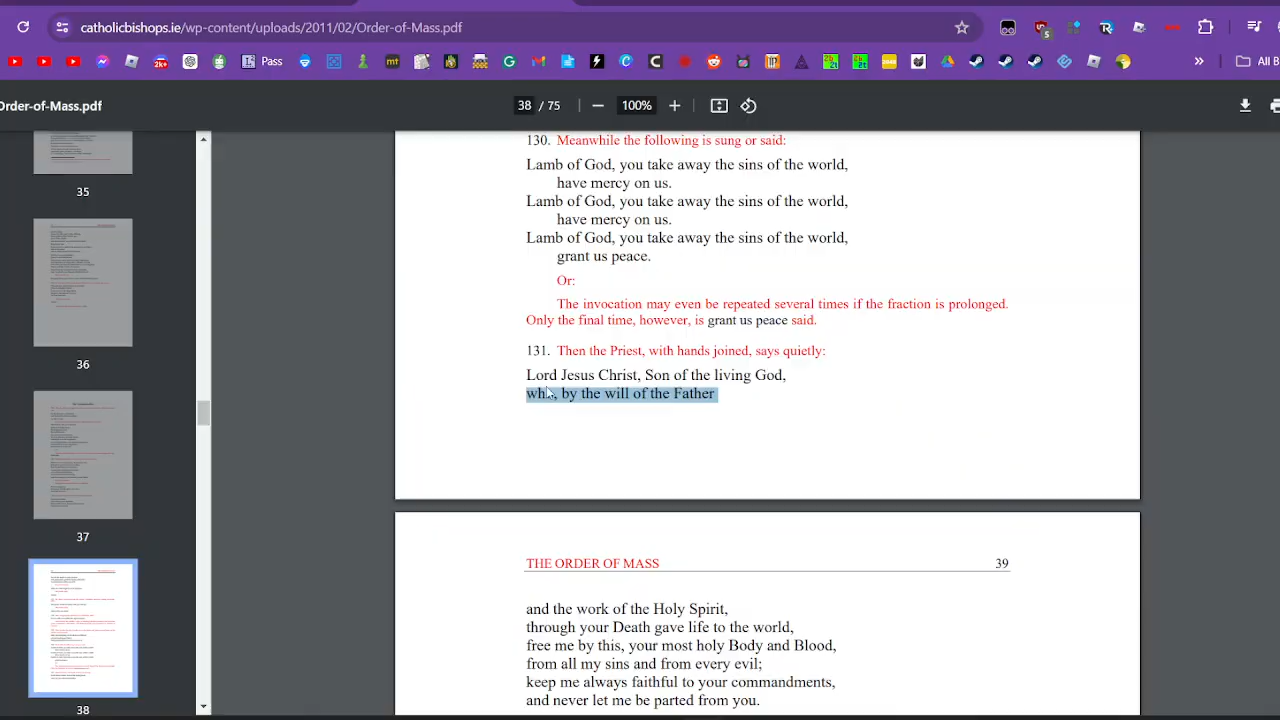 catholicbishops.ie/wp-content/uploads/2011/02/Order-of-Mass.pdf
Pass
All B
Order-of-Mass.pdf
38 / 75
100%
35
36
37
38
130. Meanwhile the following is sung or said:
Lamb of God, you take away the sins of the world,
have mercy on us.
Lamb of God, you take away the sins of the world,
have mercy on us.
Lamb of God, you take away the sins of the world,
grant us peace.
Or:
The invocation may even be repeated several times if the fraction is prolonged.
Only the final time, however, is grant us peace said.
131. Then the Priest, with hands joined, says quietly:
Lord Jesus Christ, Son of the living God,
who, by the will of the Father
THE ORDER OF MASS 39
and the work of the Holy Spirit,
through your Death gave life to the world,
free me by this, your most holy Body and Blood,
from all my sins and from every evil;
keep me always faithful to your commandments,
and never let me be parted from you.